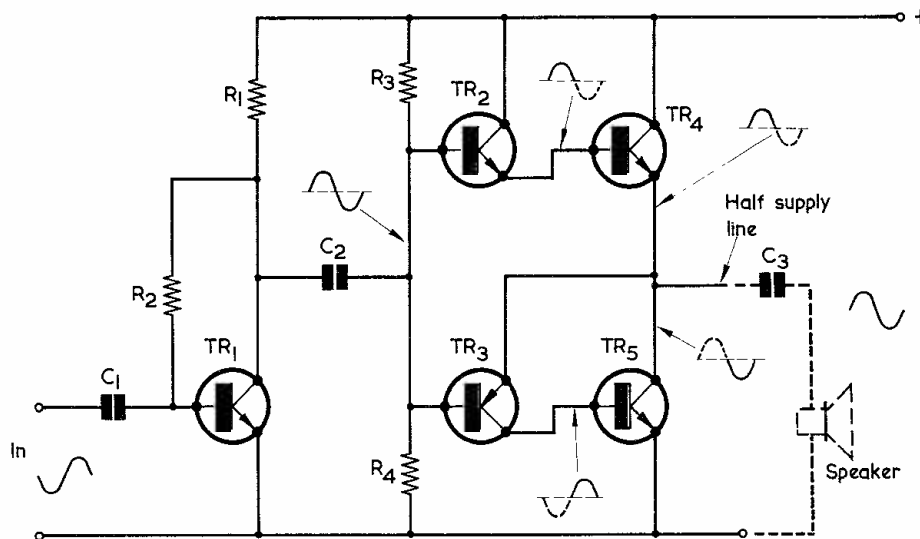 +
R1
R3
TR2
TR4
Half supply
line
C2
C3
R2
TR1
TR3
TR5
C1
In
R4
Speaker